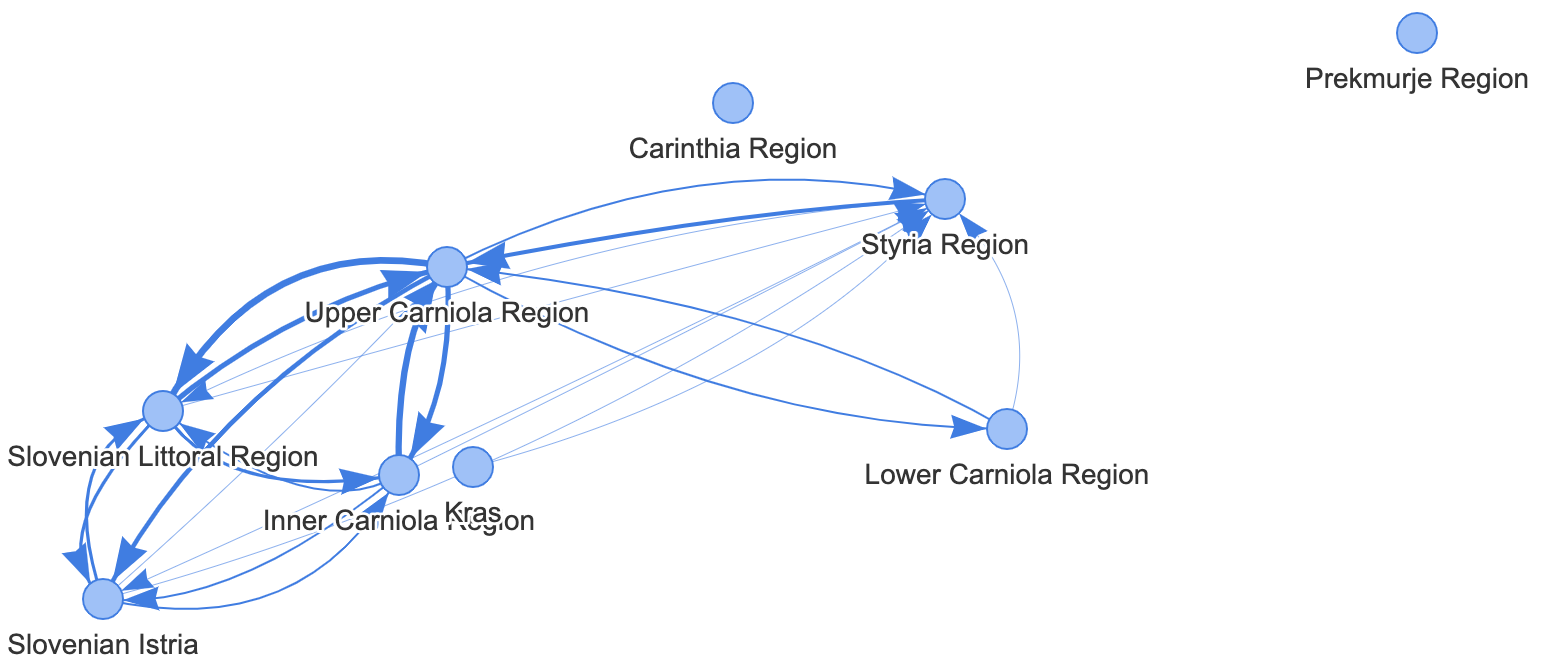 Prekmurje Region
Carinthia Region
Styria Region
Upper Carniola Region
Slovenian Littoral Region
Lower Carniola Region
Kras
Inner Carniola Region
Slovenian Istria